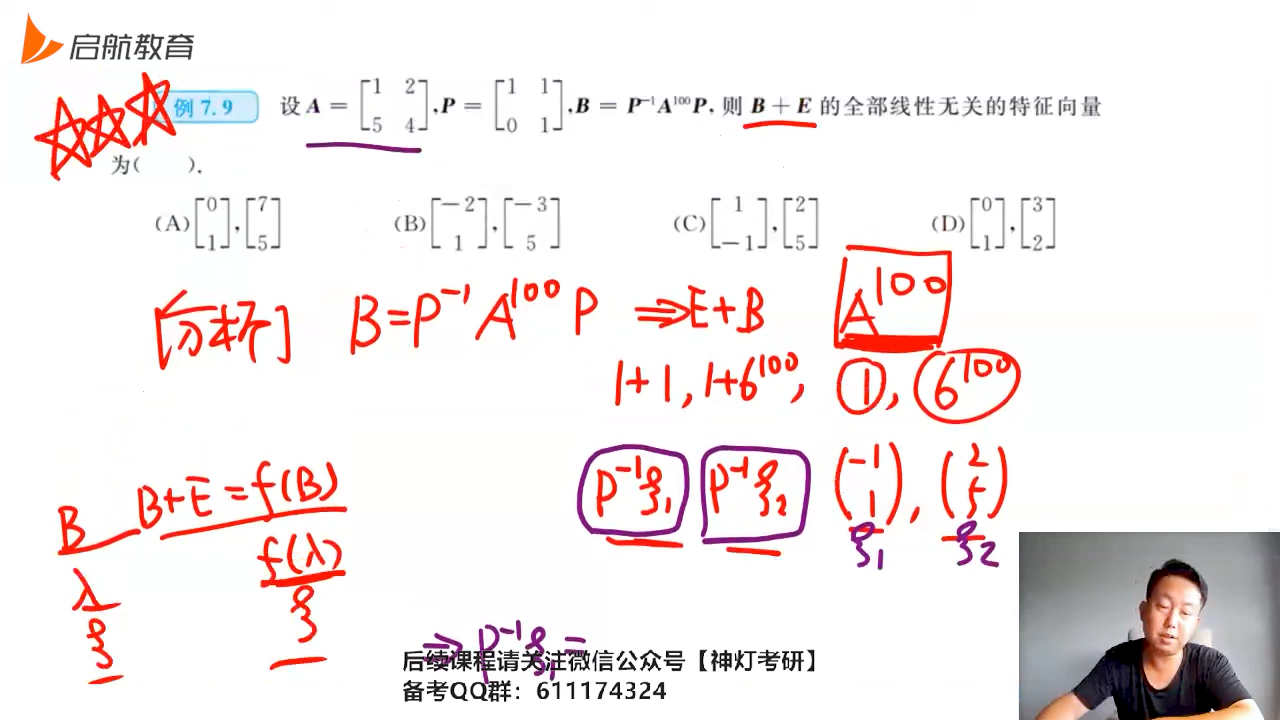 启航教育
例 7.9 设 A = [1 2; 5 4], P = [1 1; 0 1], B = P⁻¹A¹⁰⁰P, 则 B + E 的全部线性无关的特征向量
为( ).
(A) [0; 1], [7; 5] (B) [-2; 1], [-3; 5] (C) [1; -1], [2; 5] (D) [0; 1], [3; 2]
[分析] B=P⁻¹A¹⁰⁰P ⇒E+B A¹⁰⁰
1+1, 1+6¹⁰⁰, ①, 6¹⁰⁰
P⁻¹ξ₁ P⁻¹ξ₂ (-1; 1), (2; 5)
ξ₁ ξ₂
B B+E=f(B)
λ f(λ)
ξ ξ
⇒ P⁻¹ξ₁=
后续课程请关注微信公众号【神灯考研】
备考QQ群：611174324